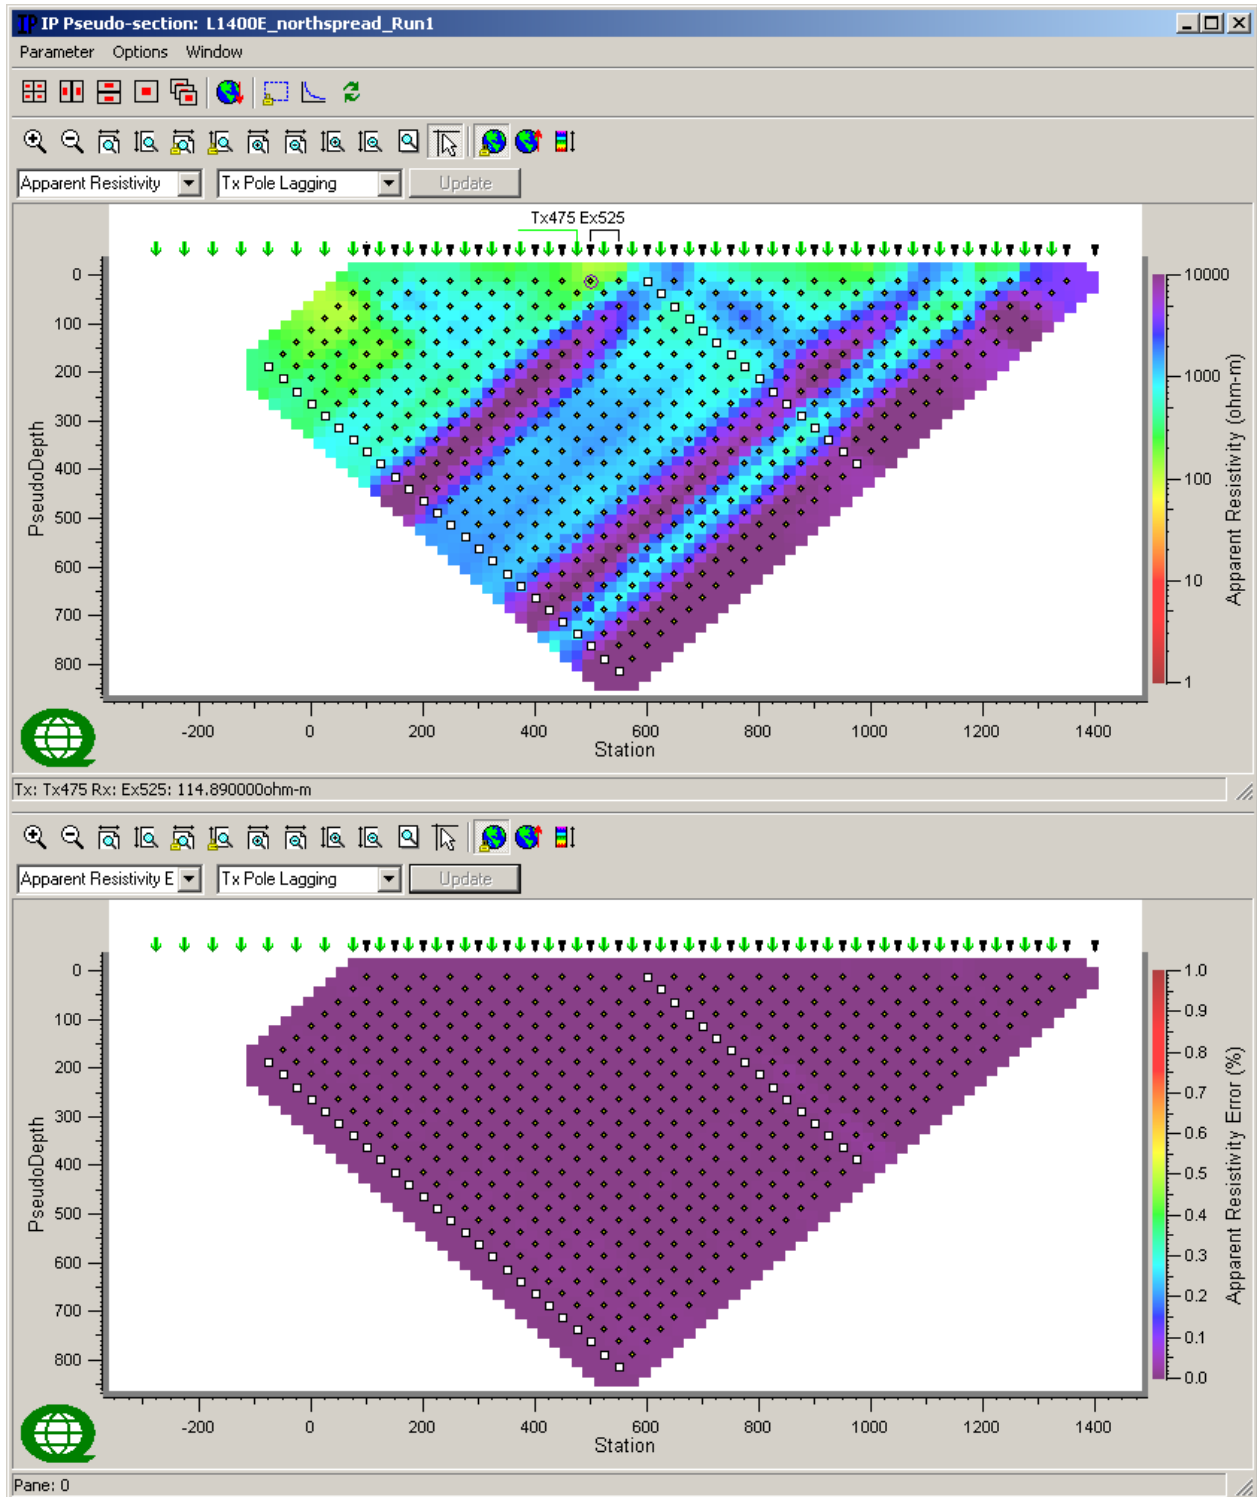 IP Pseudo-section: L1400E_northspread_Run1
Parameter Options Window
Apparent Resistivity Tx Pole Lagging Update
Tx475 Ex525
0
100
200
300
400
500
600
700
800
PseudoDepth
-200 0 200 400 600 800 1000 1200 1400
Station
10000
1000
100
10
1
Apparent Resistivity (ohm-m)
Tx: Tx475 Rx: Ex525: 114.890000ohm-m
Apparent Resistivity E Tx Pole Lagging Update
0
100
200
300
400
500
600
700
800
PseudoDepth
-200 0 200 400 600 800 1000 1200 1400
Station
1.0
0.9
0.8
0.7
0.6
0.5
0.4
0.3
0.2
0.1
0.0
Apparent Resistivity Error (%)
Pane: 0